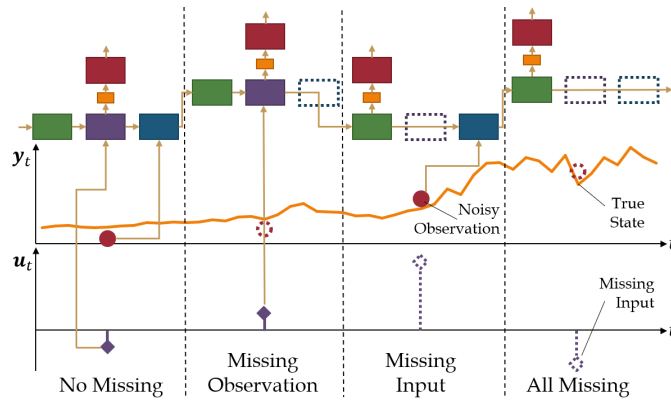 y_t
Noisy
Observation
True
State
t
u_t
Missing
Input
t
No Missing
Missing
Observation
Missing
Input
All Missing